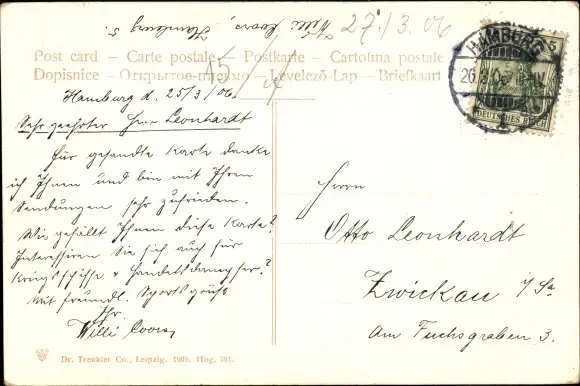 Willi Coors, Hamburg 5.
27./3. 06
Post card – Carte postale – Postkarte – Cartolina postale
Dopisnice – Открытое письмо – Levelező-Lap – Briefkaart
HAMBURG
5
DEUTSCHES REICH
Hamburg d. 25/3/06.
Sehr geehrter Herr Leonhardt
Für gesandte Karte danke
ich Ihnen und bin mit Ihren
Sendungen sehr zufrieden.
Wie gefällt Ihnen diese Karte?
Interessiren Sie sich auch für
Kriegsschiffe & Handelsdampfer?
Mit freundl. Sportsgruß
Ihr
Willi Coors
Herrn
Otto Leonhardt
Zwickau i/Sa
Am Fuchsgraben 3.
Dr. Trenkler Co., Leipzig. 1905. Hbg. 261.